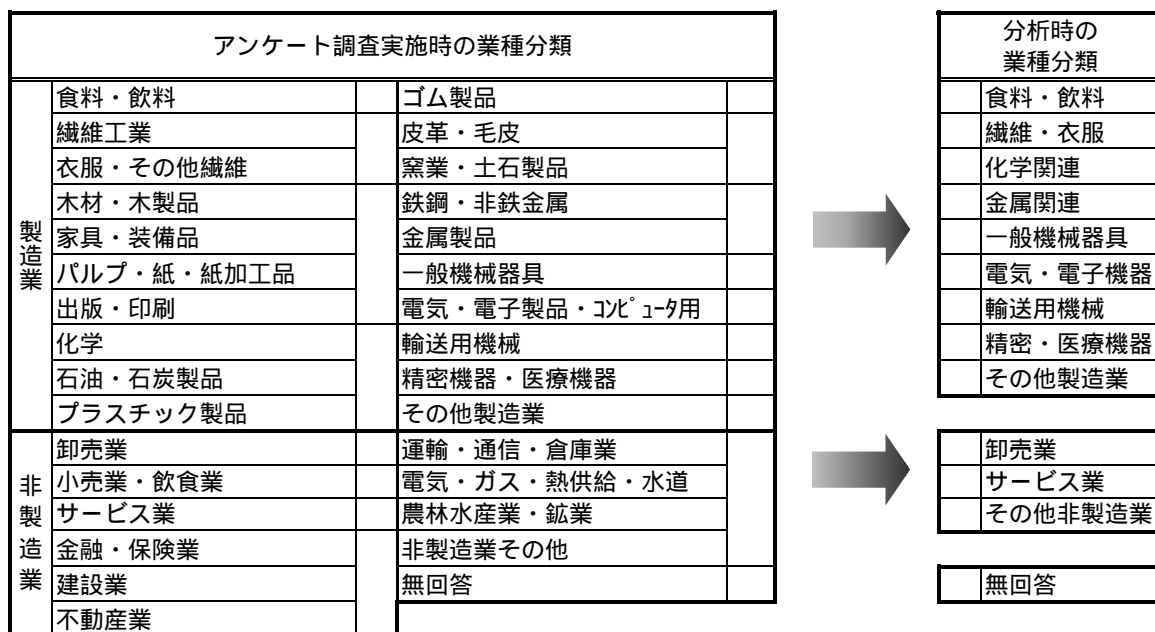 アンケート調査実施時の業種分類
製造業
食料・飲料
繊維工業
衣服・その他繊維
木材・木製品
家具・装備品
パルプ・紙・紙加工品
出版・印刷
化学
石油・石炭製品
プラスチック製品
ゴム製品
皮革・毛皮
窯業・土石製品
鉄鋼・非鉄金属
金属製品
一般機械器具
電気・電子製品・コンピュータ用
輸送用機械
精密機器・医療機器
その他製造業
非製造業
卸売業
小売業・飲食業
サービス業
金融・保険業
建設業
不動産業
運輸・通信・倉庫業
電気・ガス・熱供給・水道
農林水産業・鉱業
非製造業その他
無回答
分析時の
業種分類
食料・飲料
繊維・衣服
化学関連
金属関連
一般機械器具
電気・電子機器
輸送用機械
精密・医療機器
その他製造業
卸売業
サービス業
その他非製造業
無回答